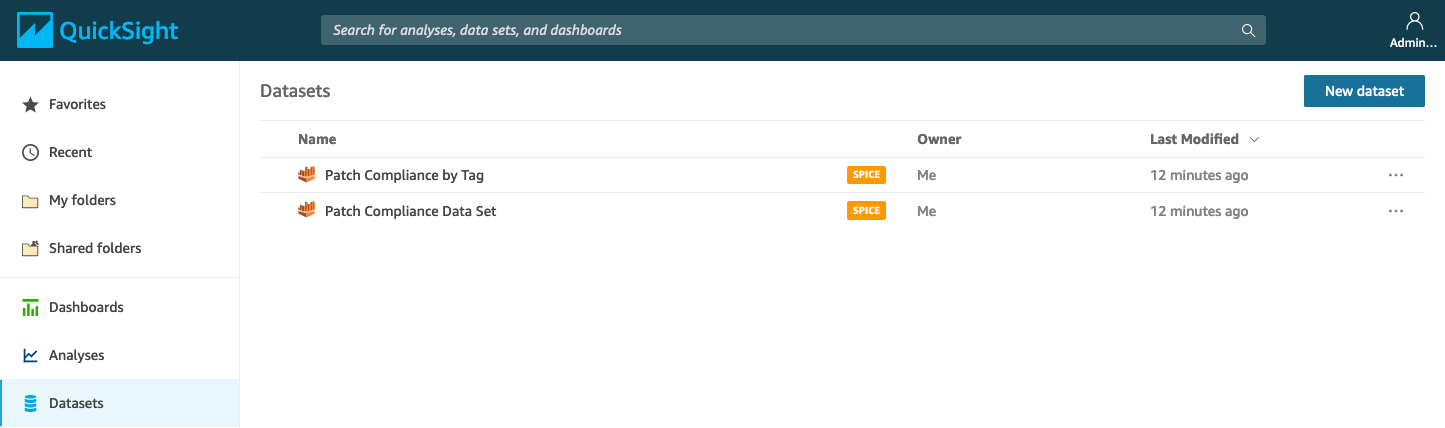 QuickSight
Search for analyses, data sets, and dashboards
Admin...
Favorites
Recent
My folders
Shared folders
Dashboards
Analyses
Datasets
Datasets
New dataset
Name Owner Last Modified
Patch Compliance by Tag SPICE Me 12 minutes ago
Patch Compliance Data Set SPICE Me 12 minutes ago